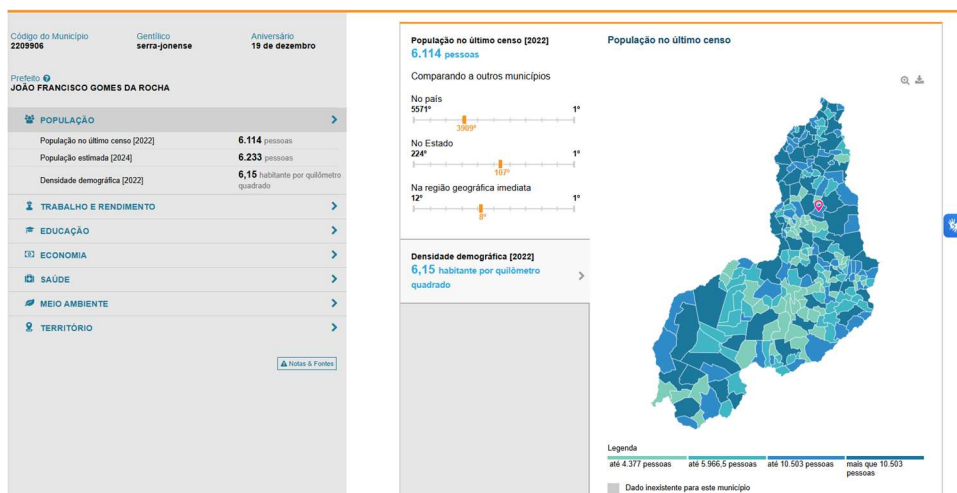 Código do Município
2209906
Gentílico
serra-jonense
Aniversário
19 de dezembro
Prefeito
JOÃO FRANCISCO GOMES DA ROCHA
POPULAÇÃO
População no último censo [2022] 6.114 pessoas
População estimada [2024] 6.233 pessoas
Densidade demográfica [2022] 6,15 habitante por quilômetro
quadrado
TRABALHO E RENDIMENTO
EDUCAÇÃO
ECONOMIA
SAÚDE
MEIO AMBIENTE
TERRITÓRIO
Notas & Fontes
População no último censo [2022]
6.114 pessoas
Comparando a outros municípios
No país
5571º 1º
3989º
No Estado
224º 1º
107º
Na região geográfica imediata
12º 1º
8º
Densidade demográfica [2022]
6,15 habitante por quilômetro
quadrado
População no último censo
Legenda
até 4.377 pessoas até 5.966,5 pessoas até 10.503 pessoas mais que 10.503
pessoas
Dado inexistente para este município